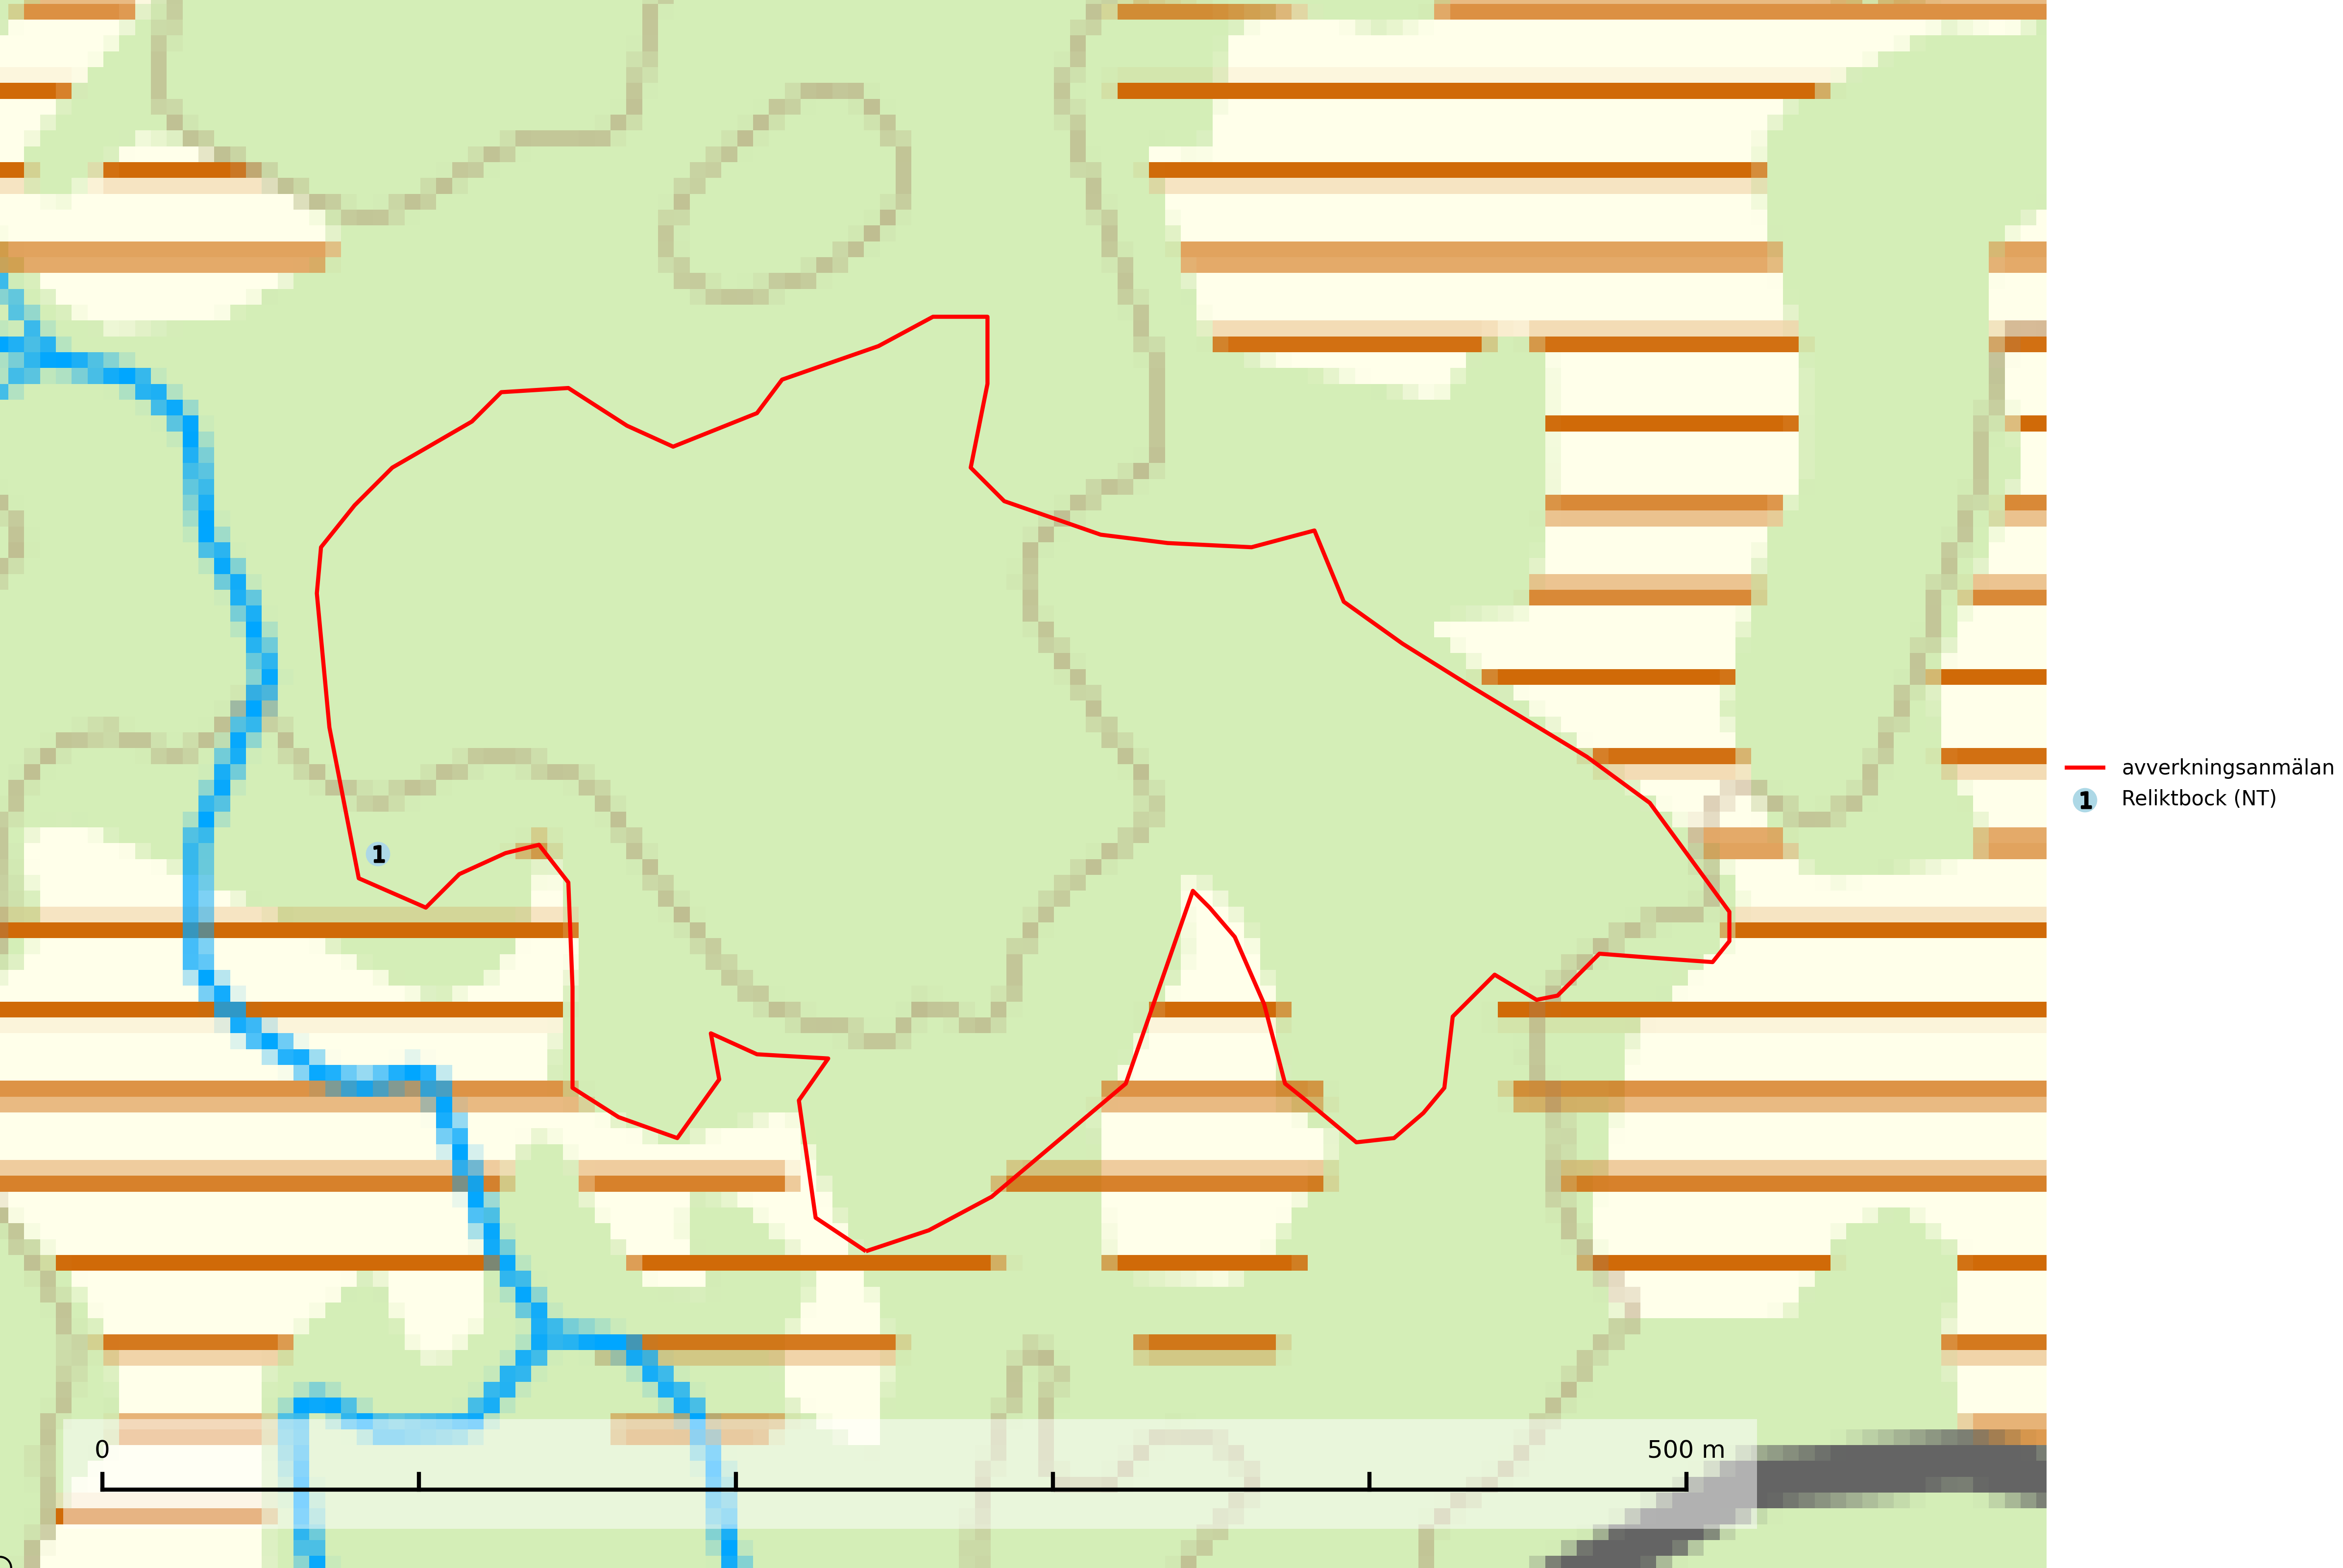 avverkningsanmälan
1 Reliktbock (NT)
1
0 500 m